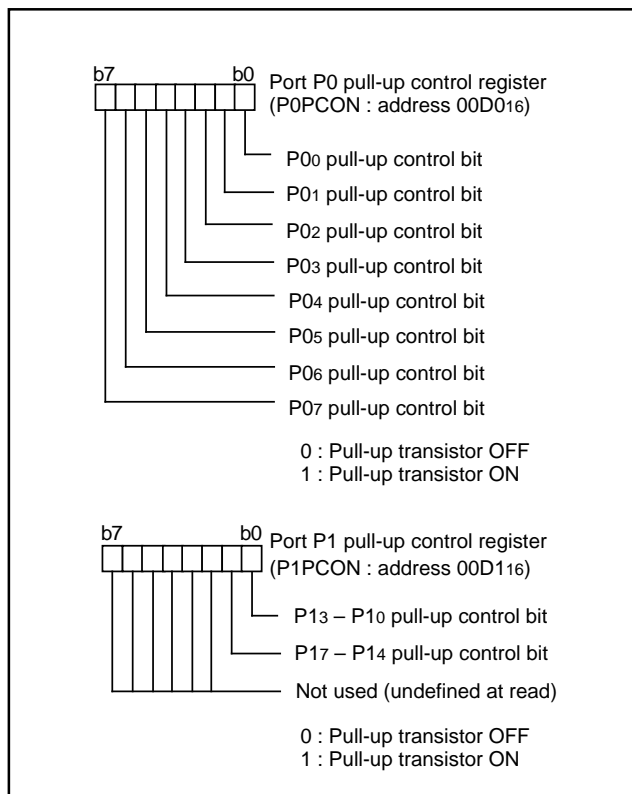 b7 b0 Port P0 pull-up control register
(P0PCON : address 00D016)
P00 pull-up control bit
P01 pull-up control bit
P02 pull-up control bit
P03 pull-up control bit
P04 pull-up control bit
P05 pull-up control bit
P06 pull-up control bit
P07 pull-up control bit
0 : Pull-up transistor OFF
1 : Pull-up transistor ON
b7 b0 Port P1 pull-up control register
(P1PCON : address 00D116)
P13 – P10 pull-up control bit
P17 – P14 pull-up control bit
Not used (undefined at read)
0 : Pull-up transistor OFF
1 : Pull-up transistor ON